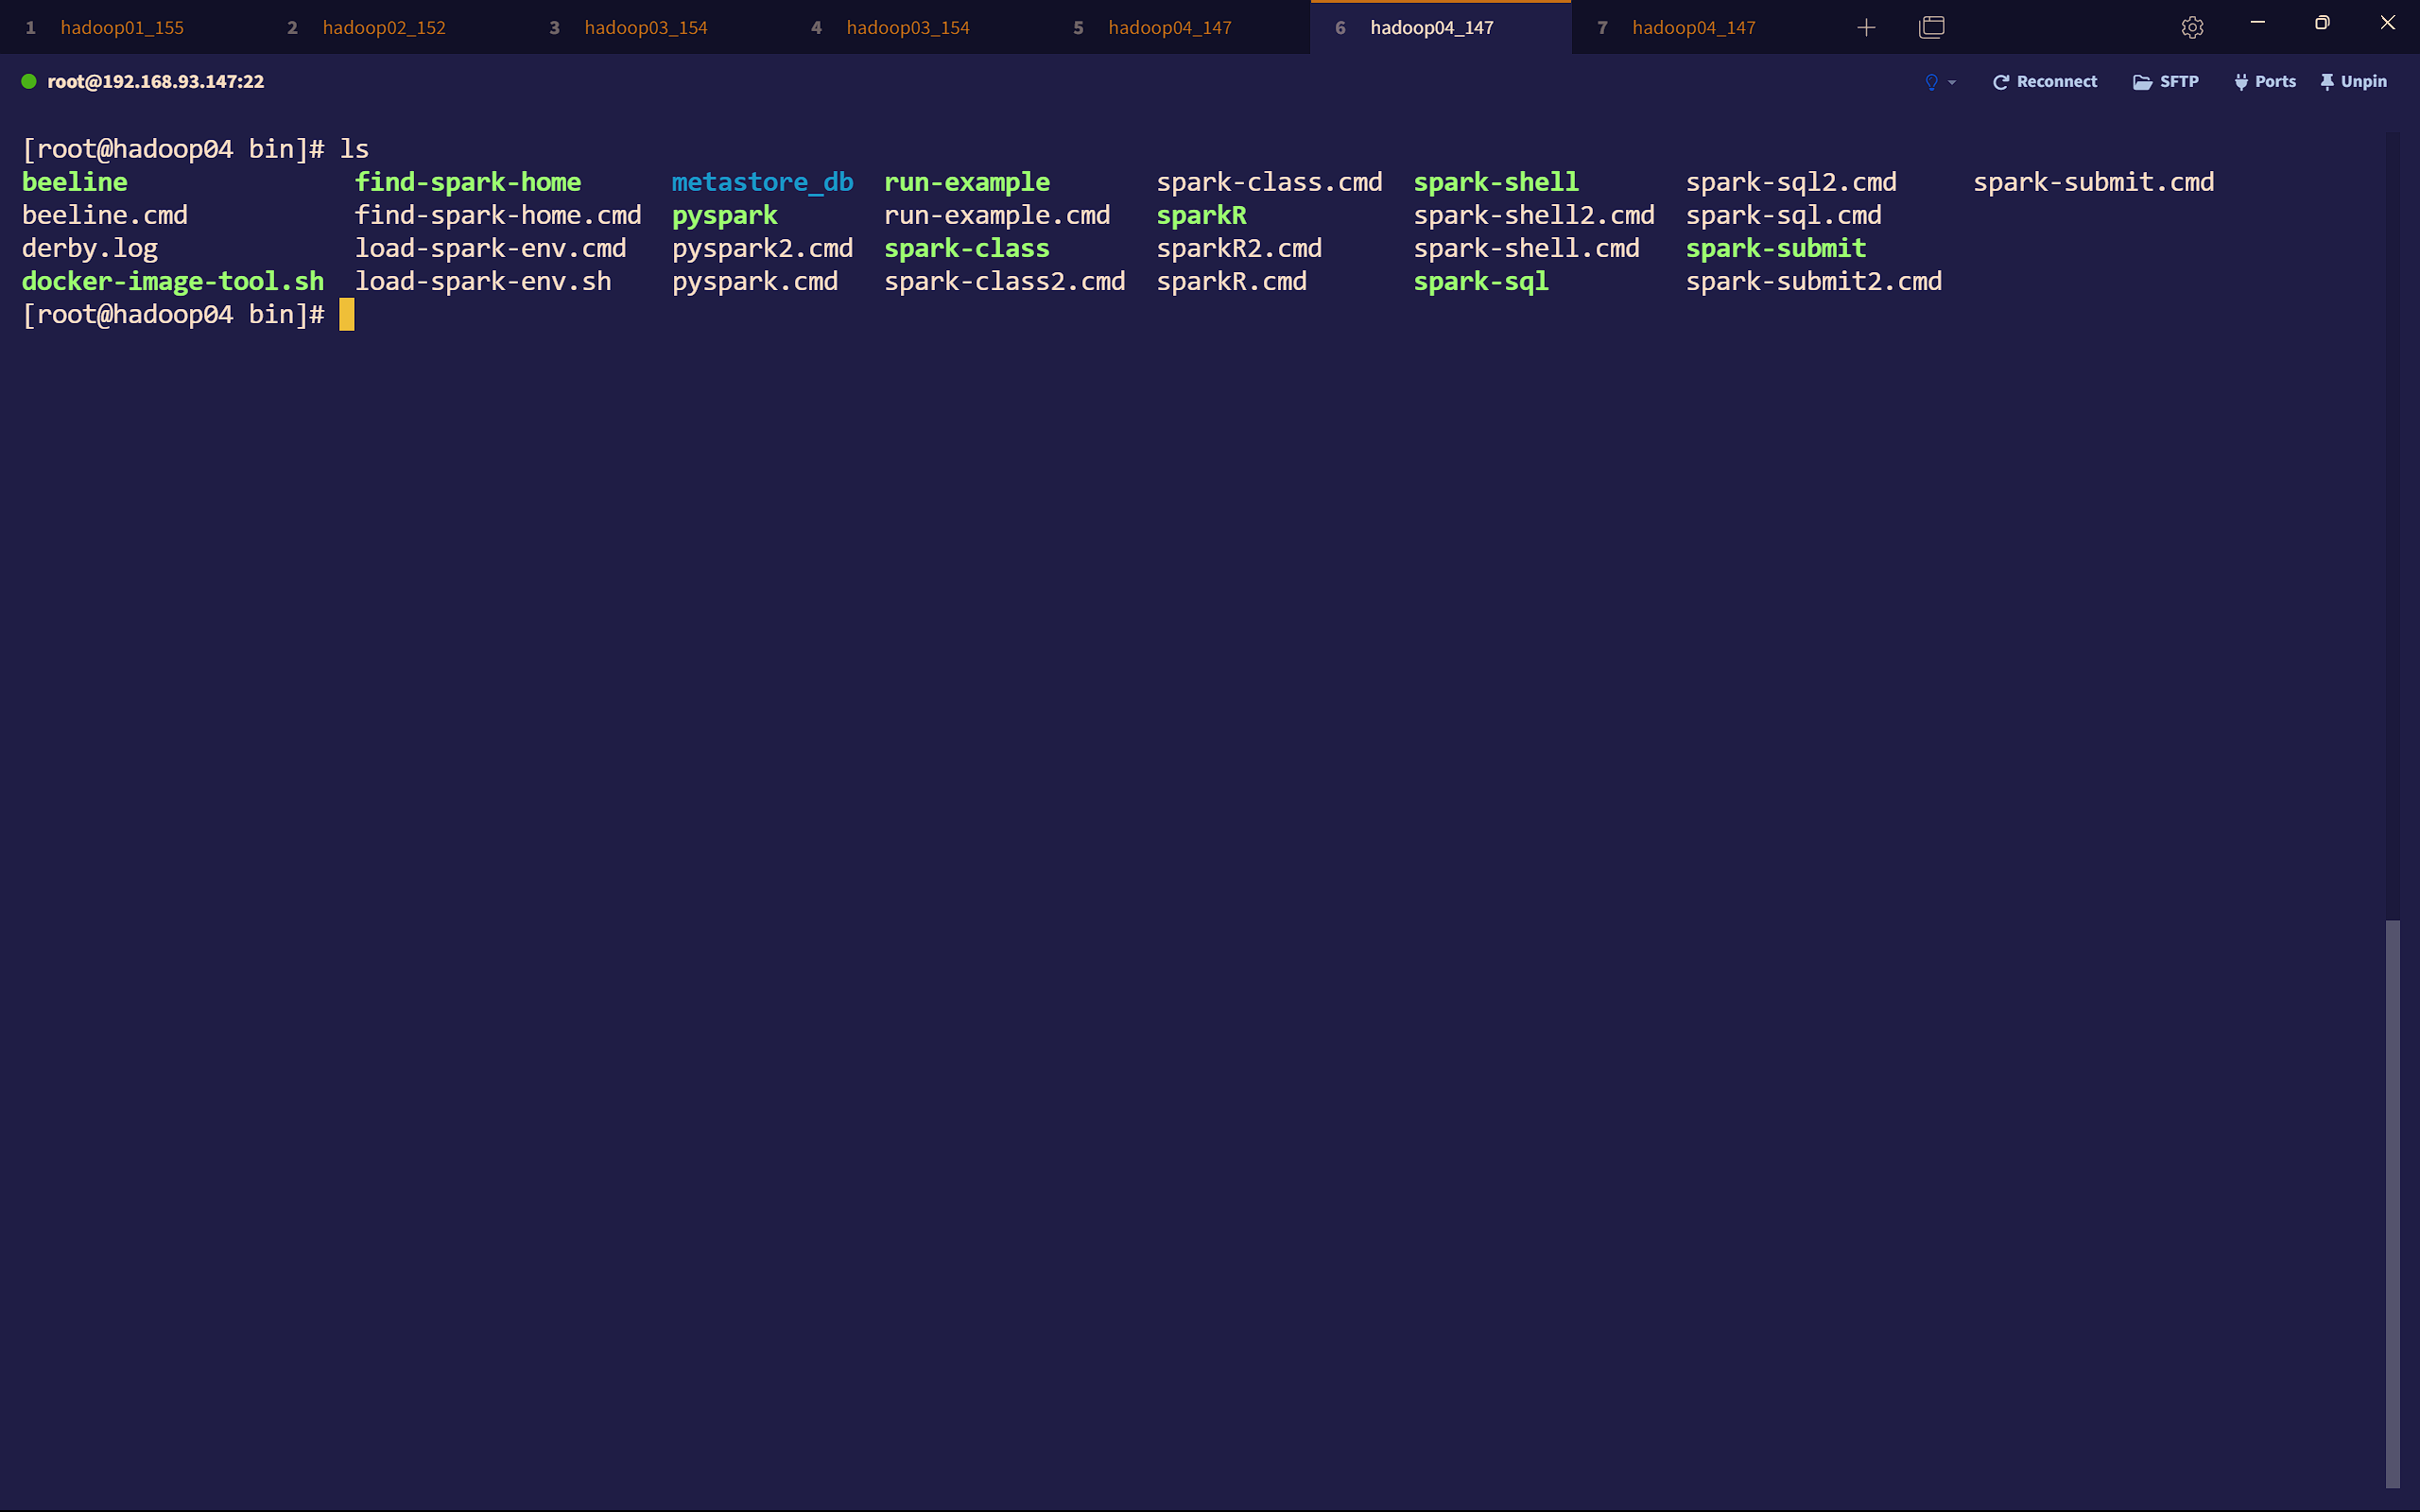 1 hadoop01_155 2 hadoop02_152 3 hadoop03_154 4 hadoop03_154 5 hadoop04_147 6 hadoop04_147 7 hadoop04_147
root@192.168.93.147:22 Reconnect SFTP Ports Unpin
[root@hadoop04 bin]# ls
beeline find-spark-home metastore_db run-example spark-class.cmd spark-shell spark-sql2.cmd spark-submit.cmd
beeline.cmd find-spark-home.cmd pyspark run-example.cmd sparkR spark-shell2.cmd spark-sql.cmd
derby.log load-spark-env.cmd pyspark2.cmd spark-class sparkR2.cmd spark-shell.cmd spark-submit
docker-image-tool.sh load-spark-env.sh pyspark.cmd spark-class2.cmd sparkR.cmd spark-sql spark-submit2.cmd
[root@hadoop04 bin]#